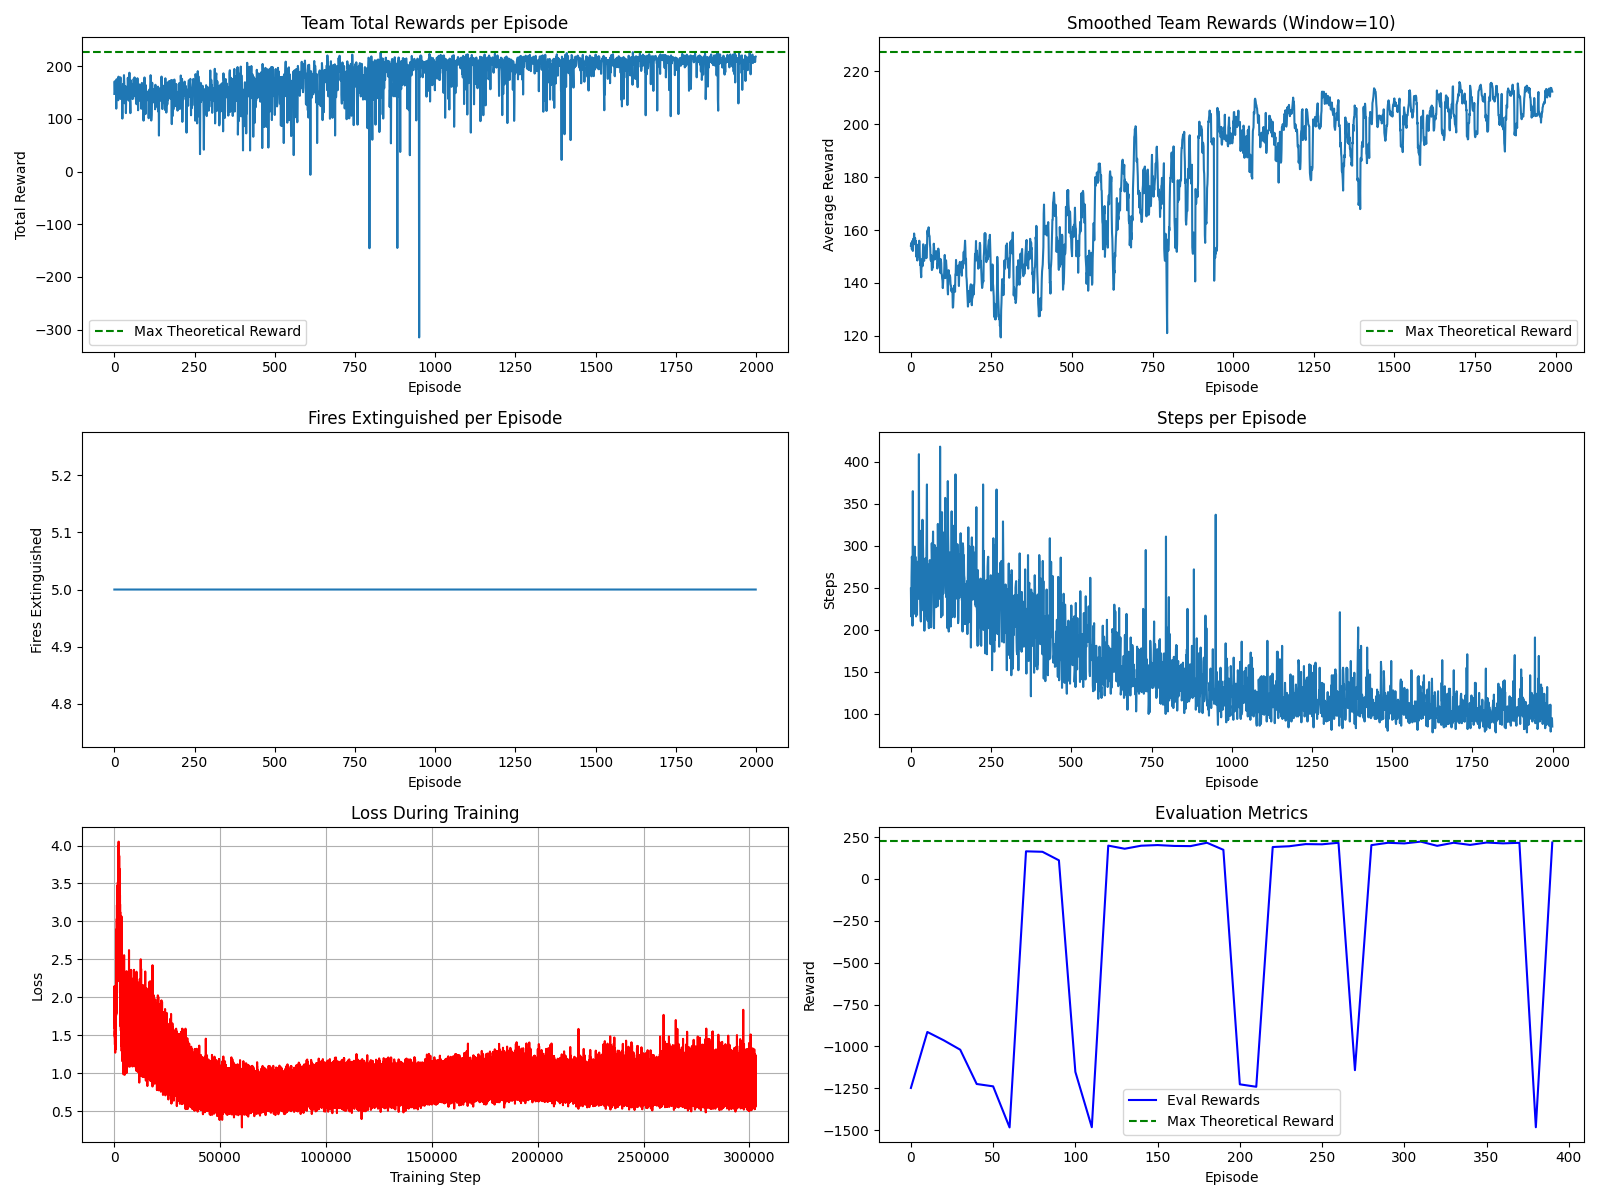 Team Total Rewards per Episode
200
100
0
−100
−200
−300
Total Reward
Max Theoretical Reward
0 250 500 750 1000 1250 1500 1750 2000
Episode
Smoothed Team Rewards (Window=10)
220
200
180
160
140
120
Average Reward
Max Theoretical Reward
0 250 500 750 1000 1250 1500 1750 2000
Episode
Fires Extinguished per Episode
5.2
5.1
5.0
4.9
4.8
Fires Extinguished
0 250 500 750 1000 1250 1500 1750 2000
Episode
Steps per Episode
400
350
300
250
200
150
100
Steps
0 250 500 750 1000 1250 1500 1750 2000
Episode
Loss During Training
4.0
3.5
3.0
2.5
2.0
1.5
1.0
0.5
Loss
0 50000 100000 150000 200000 250000 300000
Training Step
Evaluation Metrics
250
0
−250
−500
−750
−1000
−1250
−1500
Reward
Eval Rewards
Max Theoretical Reward
0 50 100 150 200 250 300 350 400
Episode